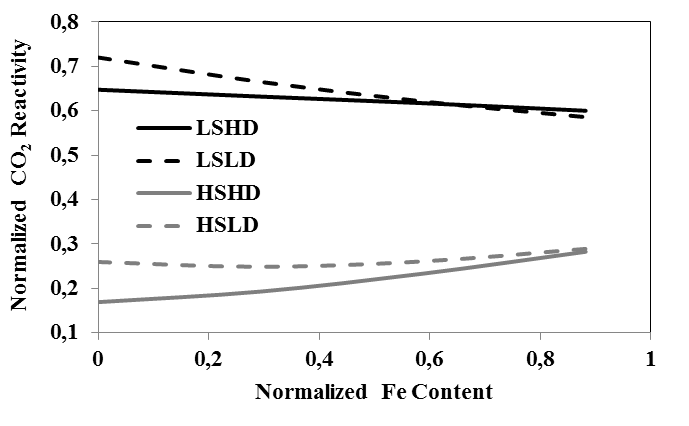 0,8
0,7
0,6
0,5
0,4
0,3
0,2
0,1
Normalized CO2 Reactivity
LSHD
LSLD
HSHD
HSLD
0
0,2
0,4
0,6
0,8
1
Normalized Fe Content